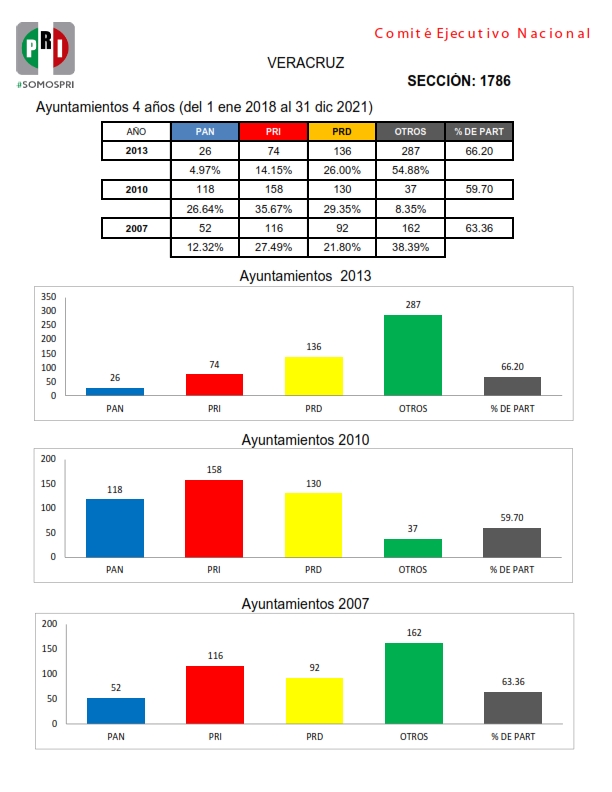 Comité Ejecutivo Nacional
PRI
#SOMOSPRI
VERACRUZ
SECCIÓN: 1786
Ayuntamientos 4 años (del 1 ene 2018 al 31 dic 2021)
AÑO PAN PRI PRD OTROS % DE PART
2013 26 74 136 287 66.20
4.97% 14.15% 26.00% 54.88%
2010 118 158 130 37 59.70
26.64% 35.67% 29.35% 8.35%
2007 52 116 92 162 63.36
12.32% 27.49% 21.80% 38.39%
Ayuntamientos 2013
350
300
250
200
150
100
50
0
26 74 136 287 66.20
PAN PRI PRD OTROS % DE PART
Ayuntamientos 2010
200
150
100
50
0
118 158 130 37 59.70
PAN PRI PRD OTROS % DE PART
Ayuntamientos 2007
200
150
100
50
0
52 116 92 162 63.36
PAN PRI PRD OTROS % DE PART